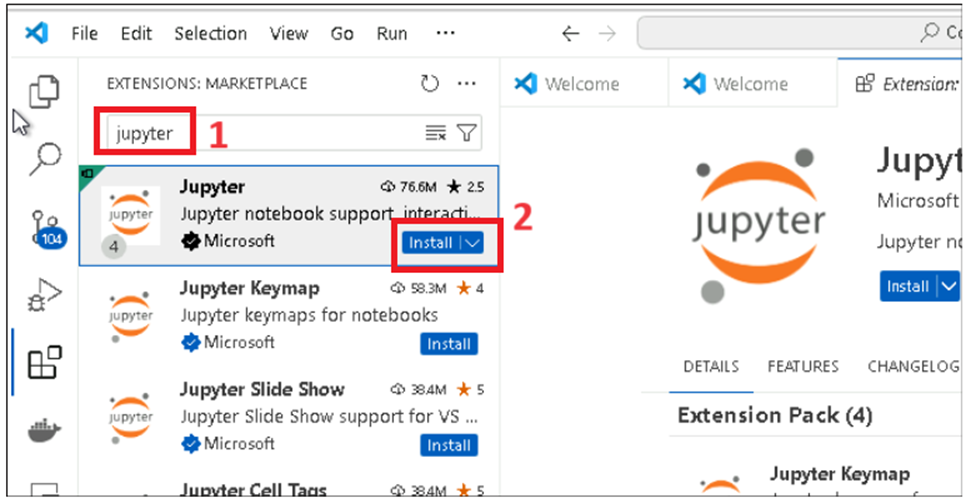 File Edit Selection View Go Run ···
EXTENSIONS: MARKETPLACE ···
jupyter 1
Jupyter 76.6M ★ 2.5
Jupyter notebook support, interacti...
Microsoft Install
2
jupyter
4
Jupyter Keymap 58.3M ★ 4
Jupyter keymaps for notebooks
Microsoft Install
jupyter
Jupyter Slide Show 38.4M ★ 5
Jupyter Slide Show support for VS ...
Microsoft Install
jupyter
Jupyter Cell Tags 38.4M ★ 5
104
Welcome Welcome Extension:
jupyter
Jupyt
Microsoft
Jupyter no
Install
DETAILS FEATURES CHANGELOG
Extension Pack (4)
Jupyter Keymap